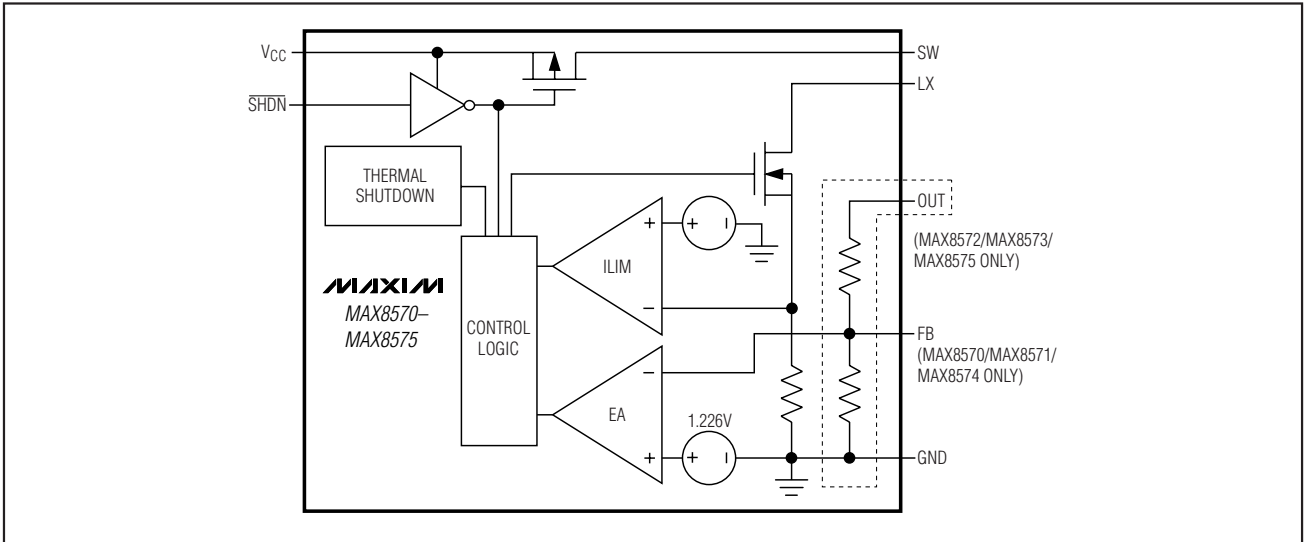 VCC
SW
LX
SHDN
THERMAL
SHUTDOWN
OUT
(MAX8572/MAX8573/
MAX8575 ONLY)
+
−
+
ILIM
−
MAXIM
MAX8570–
MAX8575
CONTROL
LOGIC
FB
(MAX8570/MAX8571/
MAX8574 ONLY)
−
EA
1.226V
+
+
−
GND